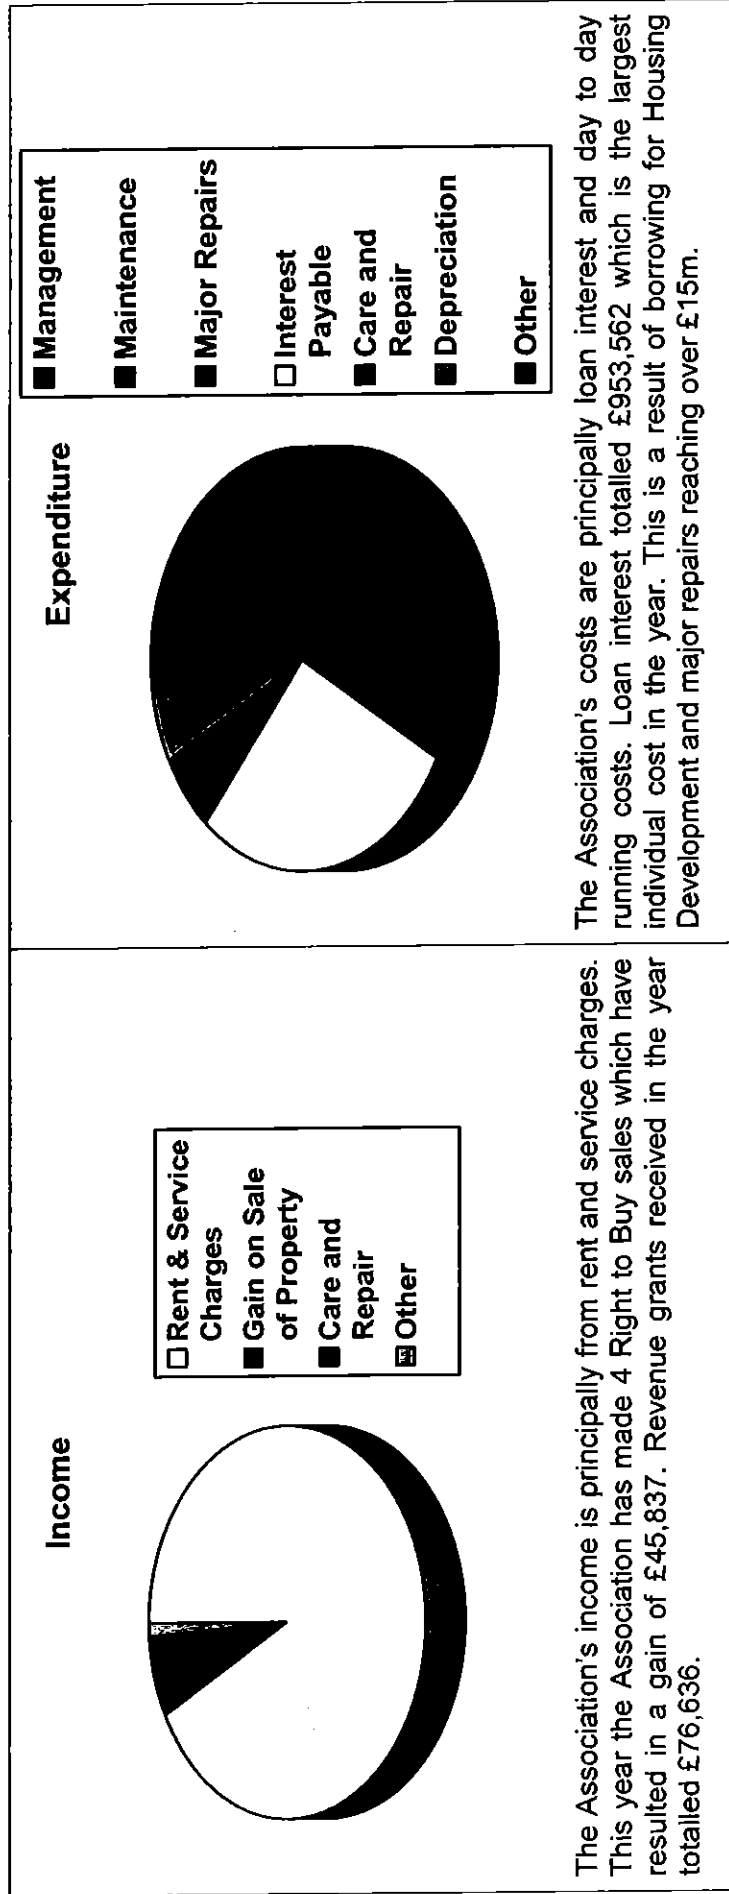 Income
Rent & Service
Charges
Gain on Sale
of Property
Care and
Repair
Other
The Association's income is principally from rent and service charges.
This year the Association has made 4 Right to Buy sales which have
resulted in a gain of £45,837. Revenue grants received in the year
totalled £76,636.
Expenditure
Management
Maintenance
Major Repairs
Interest
Payable
Care and
Repair
Depreciation
Other
The Association's costs are principally loan interest and day to day
running costs. Loan interest totalled £953,562 which is the largest
individual cost in the year. This is a result of borrowing for Housing
Development and major repairs reaching over £15m.